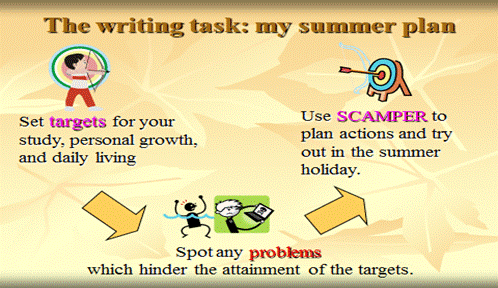 The writing task: my summer plan
Set targets for your
study, personal growth,
and daily living
Use SCAMPER to
plan actions and try
out in the summer
holiday.
Spot any problems
which hinder the attainment of the targets.